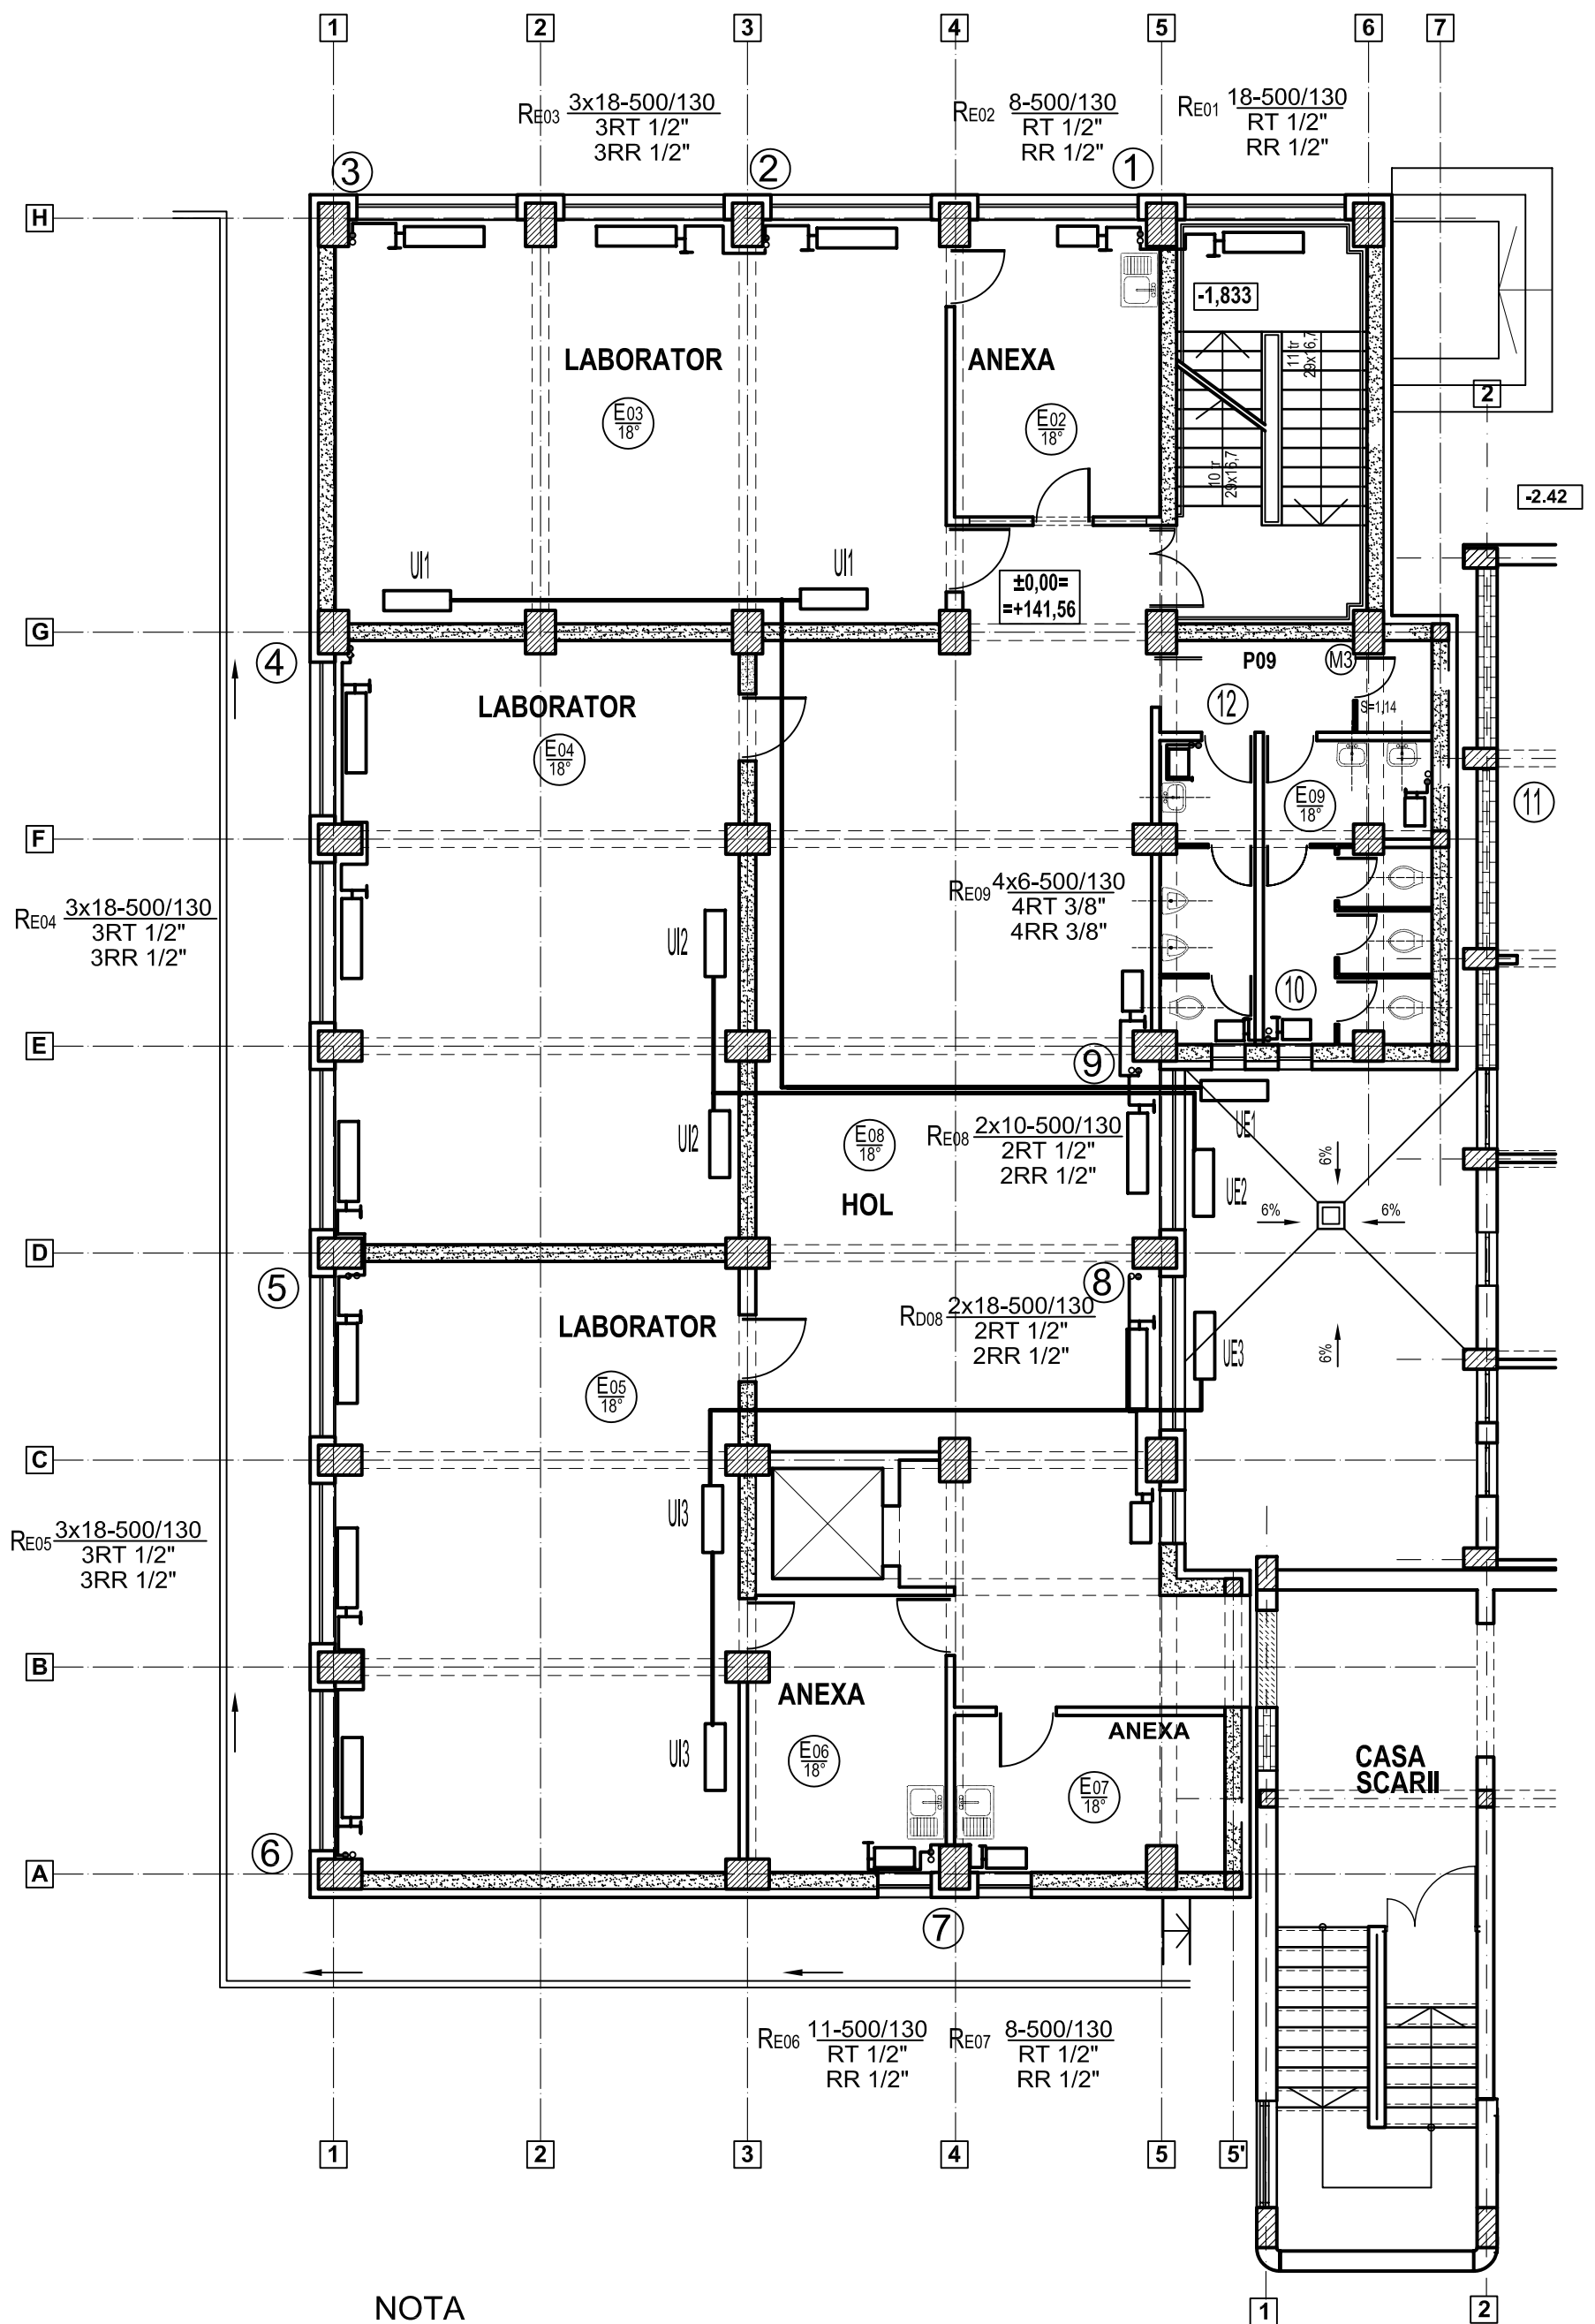 1 2 3 4 5 6 7
RE03 3x18-500/130
3RT 1/2"
3RR 1/2"
RE02 8-500/130
RT 1/2"
RR 1/2"
RE01 18-500/130
RT 1/2"
RR 1/2"
3 2 1
H
-1,833
LABORATOR
E03
18°
ANEXA
E02
18°
11 tr
29x16,7
10 tr
29x16,7
2
-2.42
UI1 UI1
±0,00=
=+141,56
G
4
P09 M3
12
S=1,14
LABORATOR
E04
18°
E09
18°
11
F
RE04 3x18-500/130
3RT 1/2"
3RR 1/2"
RE09 4x6-500/130
4RT 3/8"
4RR 3/8"
UI2
10
E
9
UI2
E08
18°
HOL
RE08 2x10-500/130
2RT 1/2"
2RR 1/2"
UE1
UE2
6%
6%
6%
6%
D
5
8
LABORATOR
E05
18°
RD08 2x18-500/130
2RT 1/2"
2RR 1/2"
UE3
C
RE05 3x18-500/130
3RT 1/2"
3RR 1/2"
UI3
B
ANEXA
E06
18°
ANEXA
E07
18°
UI3
CASA
SCARII
6
A
7
RE06 11-500/130
RT 1/2"
RR 1/2"
RE07 8-500/130
RT 1/2"
RR 1/2"
1 2 3 4 5 5'
NOTA
1 2